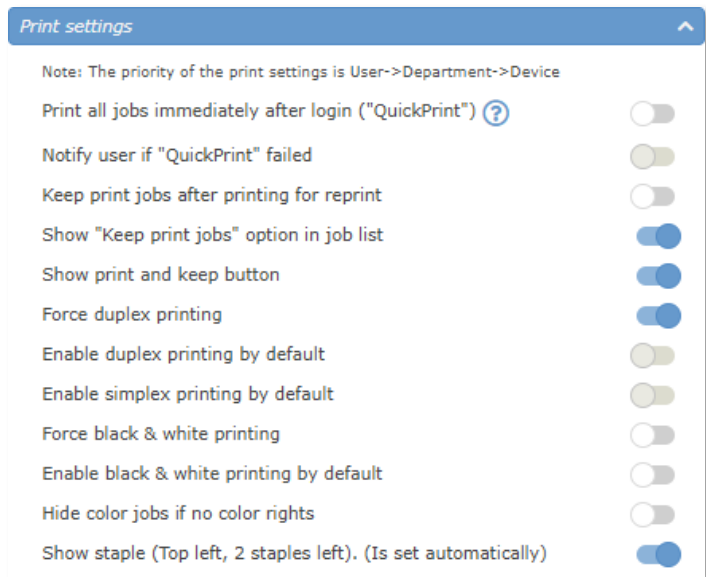 Print settings
Note: The priority of the print settings is User->Department->Device
Print all jobs immediately after login ("QuickPrint") ?
Notify user if "QuickPrint" failed
Keep print jobs after printing for reprint
Show "Keep print jobs" option in job list
Show print and keep button
Force duplex printing
Enable duplex printing by default
Enable simplex printing by default
Force black & white printing
Enable black & white printing by default
Hide color jobs if no color rights
Show staple (Top left, 2 staples left). (Is set automatically)